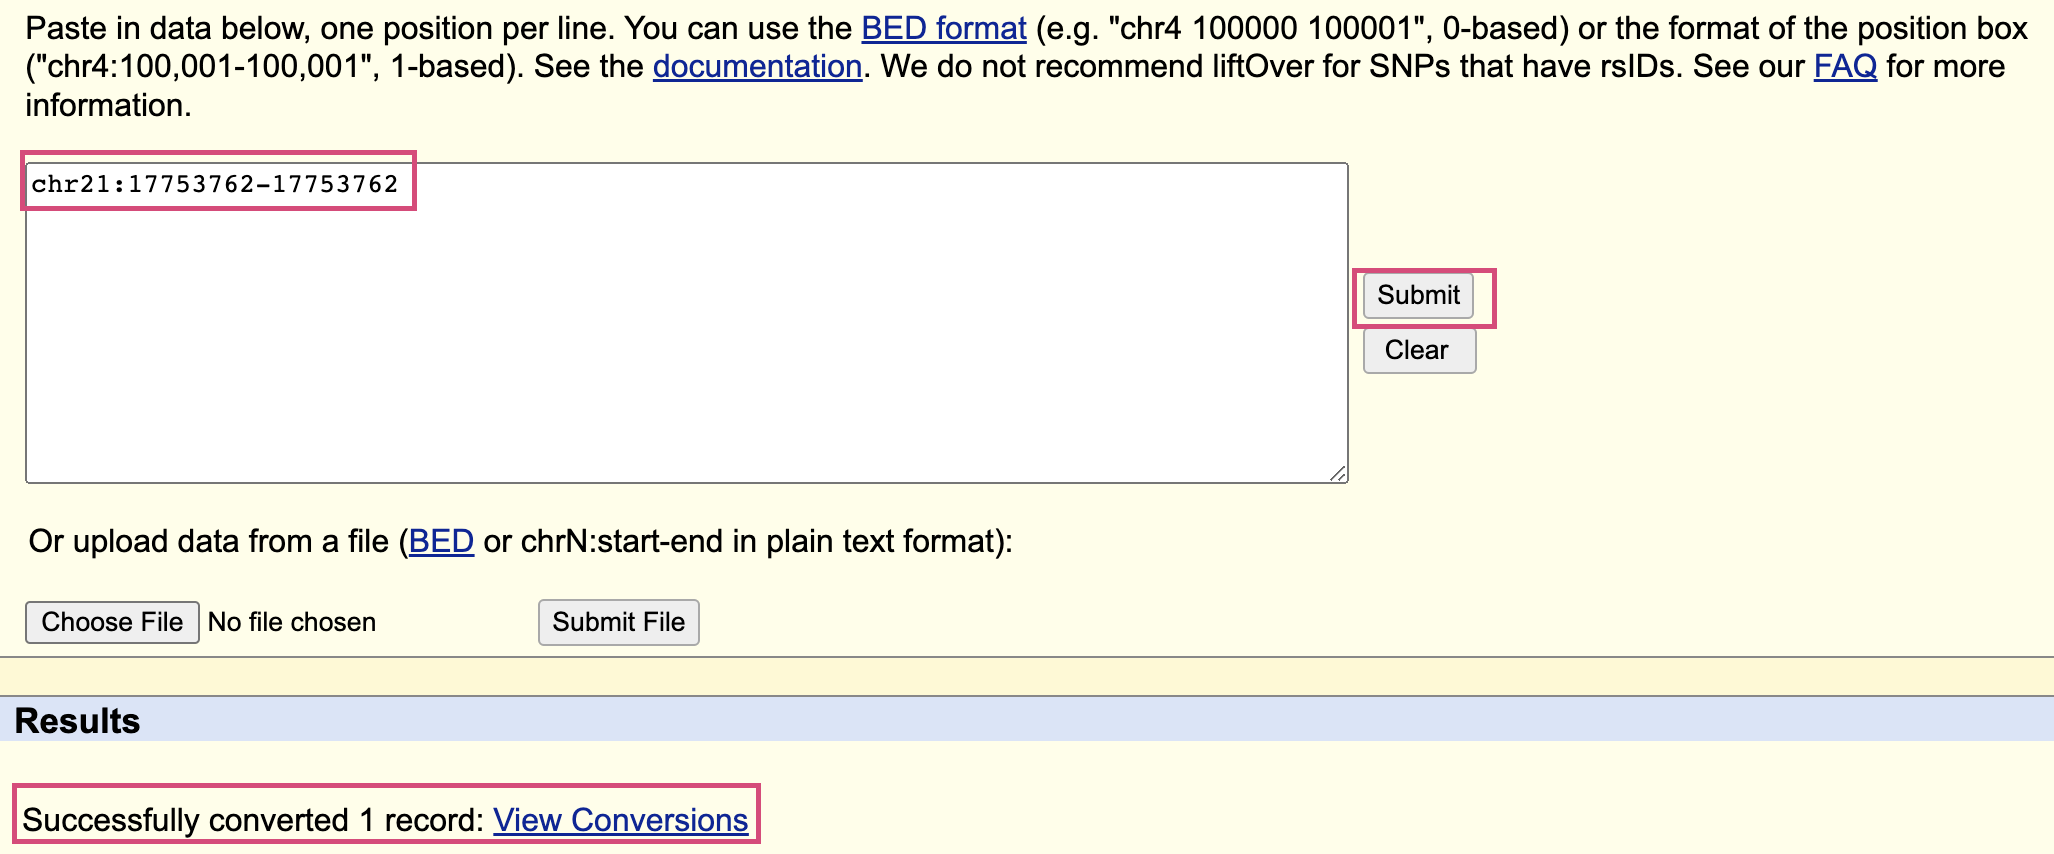 Paste in data below, one position per line. You can use the BED format (e.g. "chr4 100000 100001", 0-based) or the format of the position box
("chr4:100,001-100,001", 1-based). See the documentation. We do not recommend liftOver for SNPs that have rsIDs. See our FAQ for more
information.
chr21:17753762-17753762
Submit
Clear
Or upload data from a file (BED or chrN:start-end in plain text format):
Choose File No file chosen Submit File
Results
Successfully converted 1 record: View Conversions